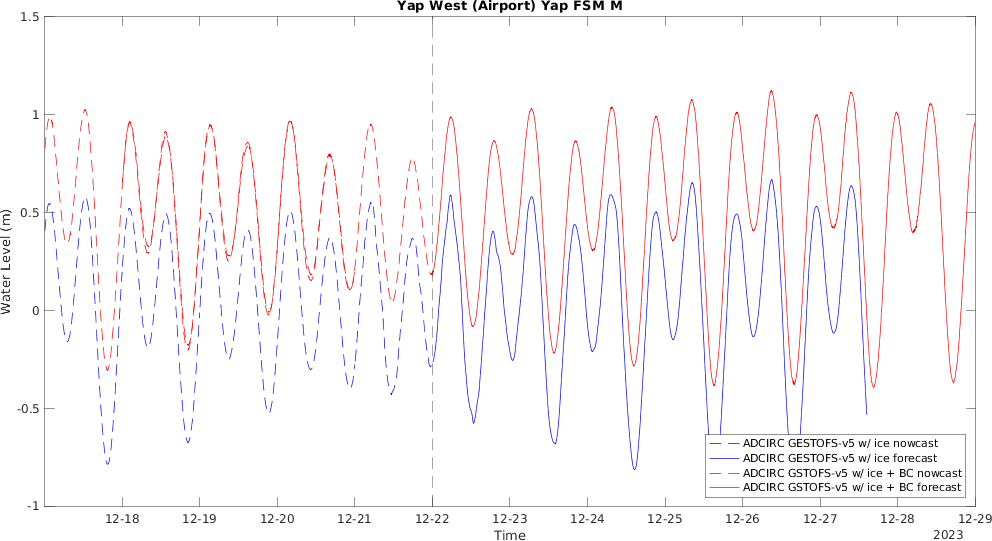 Yap West (Airport) Yap FSM M
Water Level (m)
1.5
1
0.5
0
-0.5
-1
ADCIRC GESTOFS-v5 w/ ice nowcast
ADCIRC GESTOFS-v5 w/ ice forecast
ADCIRC GSTOFS-v5 w/ ice + BC nowcast
ADCIRC GSTOFS-v5 w/ ice + BC forecast
12-18 12-19 12-20 12-21 12-22 12-23 12-24 12-25 12-26 12-27 12-28 12-29
Time
2023